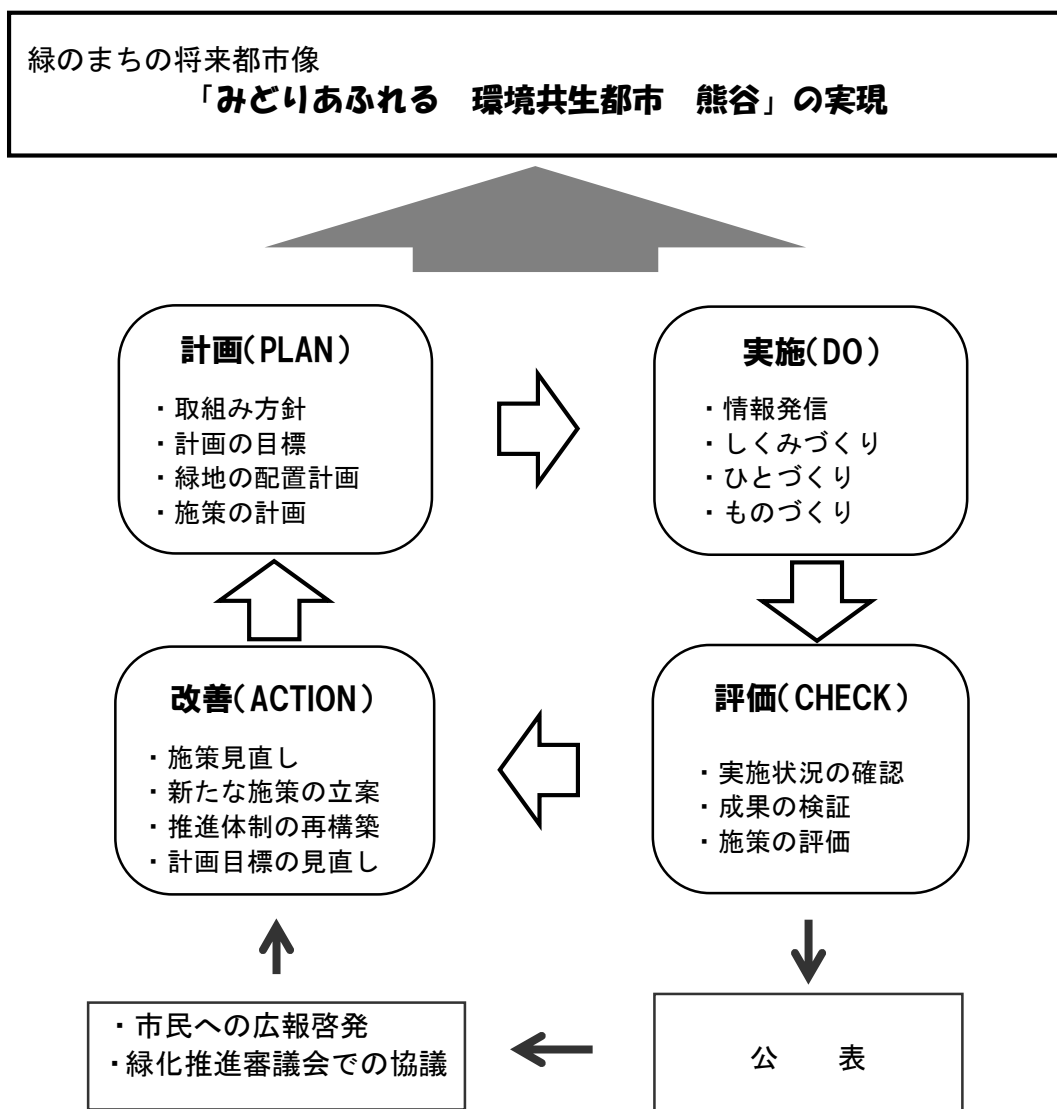 緑のまちの将来都市像
「みどりあふれる　環境共生都市　熊谷」の実現
計画(PLAN)
・取組み方針
・計画の目標
・緑地の配置計画
・施策の計画
実施(DO)
・情報発信
・しくみづくり
・ひとづくり
・ものづくり
改善(ACTION)
・施策見直し
・新たな施策の立案
・推進体制の再構築
・計画目標の見直し
評価(CHECK)
・実施状況の確認
・成果の検証
・施策の評価
・市民への広報啓発
・緑化推進審議会での協議
公　　表